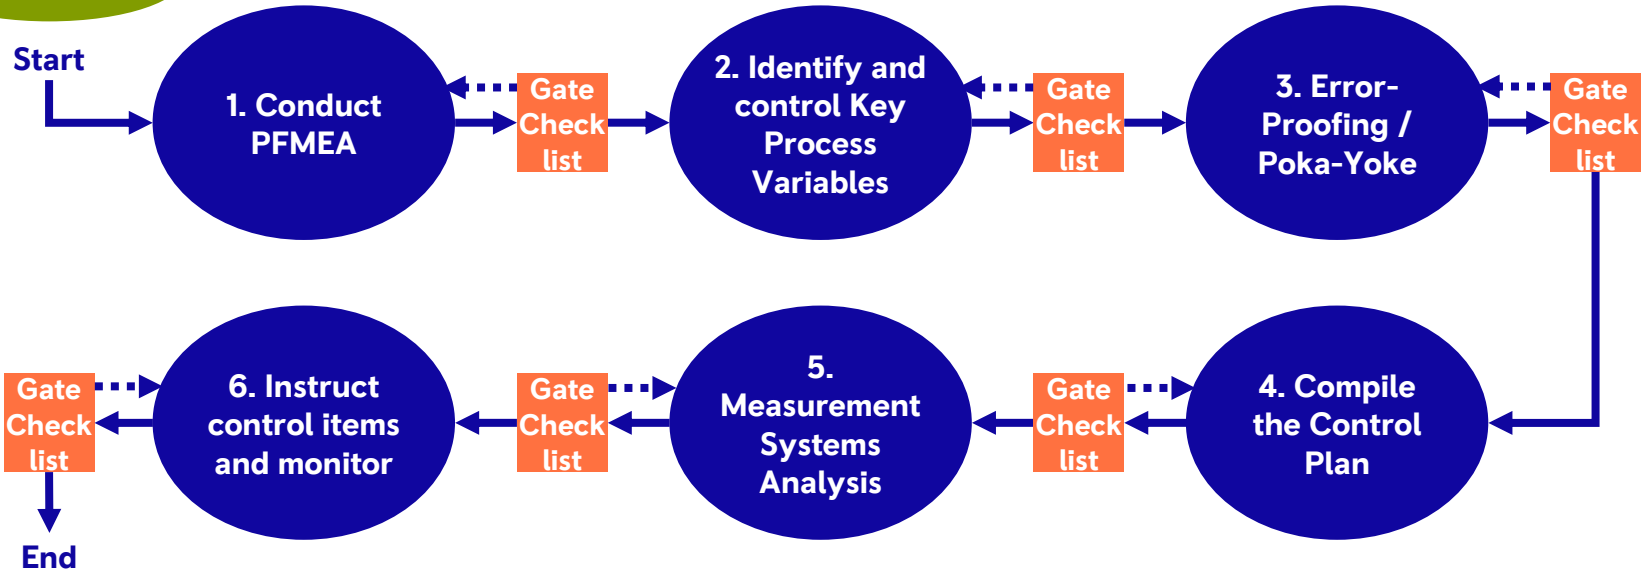 Start
1. Conduct
PFMEA
Gate
Check
list
2. Identify and
control Key
Process
Variables
Gate
Check
list
3. Error-
Proofing /
Poka-Yoke
Gate
Check
list
4. Compile
the Control
Plan
Gate
Check
list
5.
Measurement
Systems
Analysis
Gate
Check
list
6. Instruct
control items
and monitor
Gate
Check
list
End